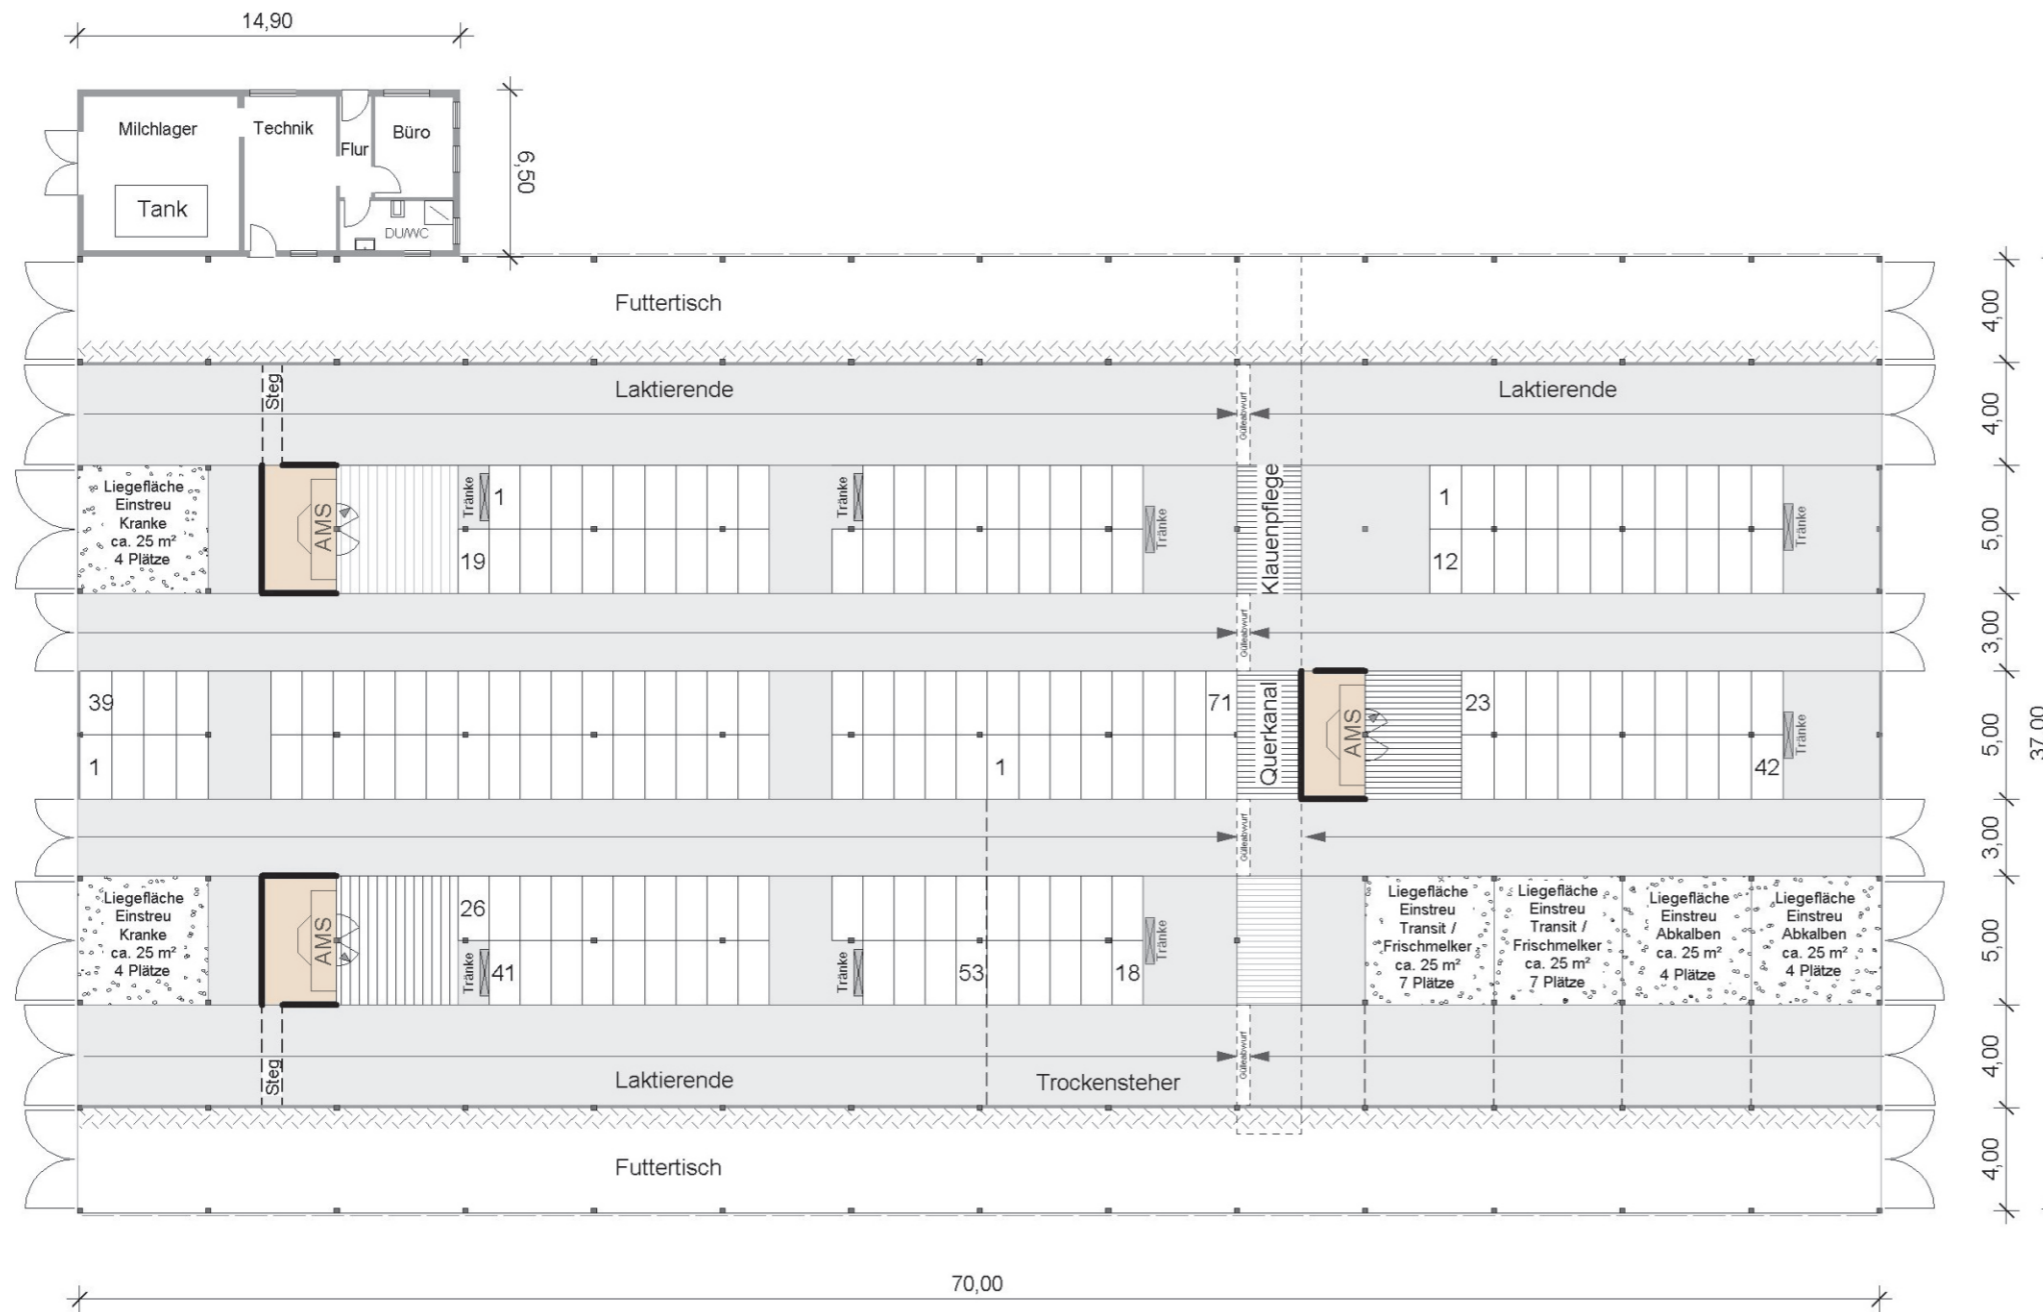 14,90
Milchlager
Technik
Flur
Büro
6,50
Tank
DU/WC
Futtertisch
4,00
Steg
Laktierende
Laktierende
Gülleabwurf
4,00
Liegefläche
Einstreu
Kranke
ca. 25 m²
4 Plätze
AMS
Tränke
1
19
Tränke
Tränke
Klauenpflege
1
12
Tränke
5,00
Gülleabwurf
3,00
39
1
71
1
Querkanal
AMS
23
42
Tränke
5,00
37,00
Gülleabwurf
3,00
Liegefläche
Einstreu
Kranke
ca. 25 m²
4 Plätze
AMS
26
Tränke
41
Tränke
53
18
Tränke
Liegefläche
Einstreu
Transit /
Frischmelker
ca. 25 m²
7 Plätze
Liegefläche
Einstreu
Transit /
Frischmelker
ca. 25 m²
7 Plätze
Liegefläche
Einstreu
Abkalben
ca. 25 m²
4 Plätze
Liegefläche
Einstreu
Abkalben
ca. 25 m²
4 Plätze
5,00
Steg
Laktierende
Trockensteher
Gülleabwurf
4,00
Futtertisch
4,00
70,00